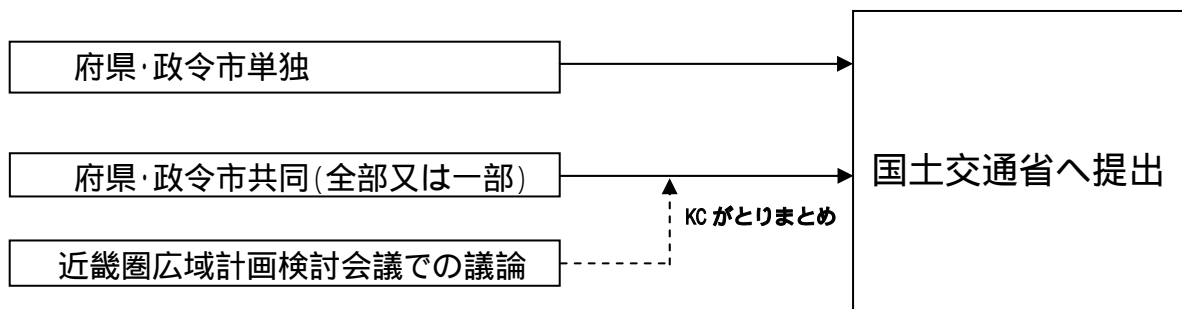 府県･政令市単独
国土交通省へ提出
府県･政令市共同(全部又は一部)
KCがとりまとめ
近畿圏広域計画検討会議での議論